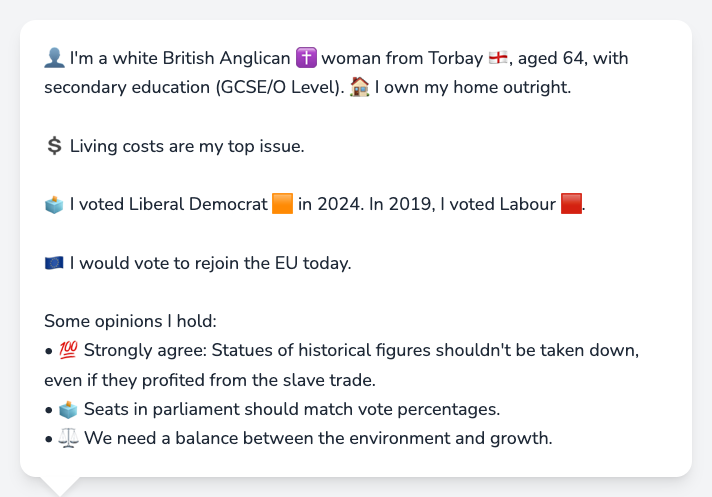 👤 I'm a white British Anglican ✝️ woman from Torbay 🏴󠁧󠁢󠁥󠁮󠁧󠁿, aged 64, with
secondary education (GCSE/O Level). 🏠 I own my home outright.
💲 Living costs are my top issue.
🗳️ I voted Liberal Democrat 🟧 in 2024. In 2019, I voted Labour 🟥.
🇪🇺 I would vote to rejoin the EU today.
Some opinions I hold:
• 💯 Strongly agree: Statues of historical figures shouldn't be taken down,
even if they profited from the slave trade.
• 🗳️ Seats in parliament should match vote percentages.
• ⚖️ We need a balance between the environment and growth.